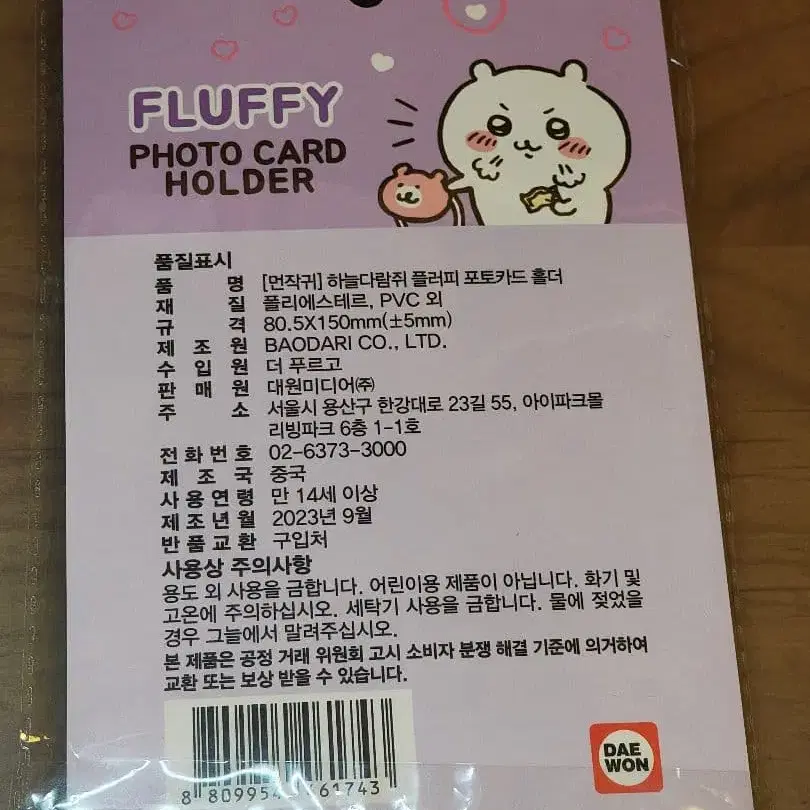 FLUFFY
PHOTO CARD
HOLDER
품질표시
품 명 [먼작귀] 하늘다람쥐 플러피 포토카드 홀더
재 질 폴리에스테르, PVC 외
규 격 80.5X150mm(±5mm)
제 조 원 BAODARI CO., LTD.
수 입 원 더 푸르고
판 매 원 대원미디어㈜
주 소 서울시 용산구 한강대로 23길 55, 아이파크몰
리빙파크 6층 1-1호
전 화 번 호 02-6373-3000
제 조 국 중국
사 용 연 령 만 14세 이상
제 조 년 월 2023년 9월
반 품 교 환 구입처
사용상 주의사항
용도 외 사용을 금합니다. 어린이용 제품이 아닙니다. 화기 및
고온에 주의하십시오. 세탁기 사용을 금합니다. 물에 젖었을
경우 그늘에서 말려주십시오.
본 제품은 공정 거래 위원회 고시 소비자 분쟁 해결 기준에 의거하여
교환 또는 보상 받을 수 있습니다.
DAE
WON